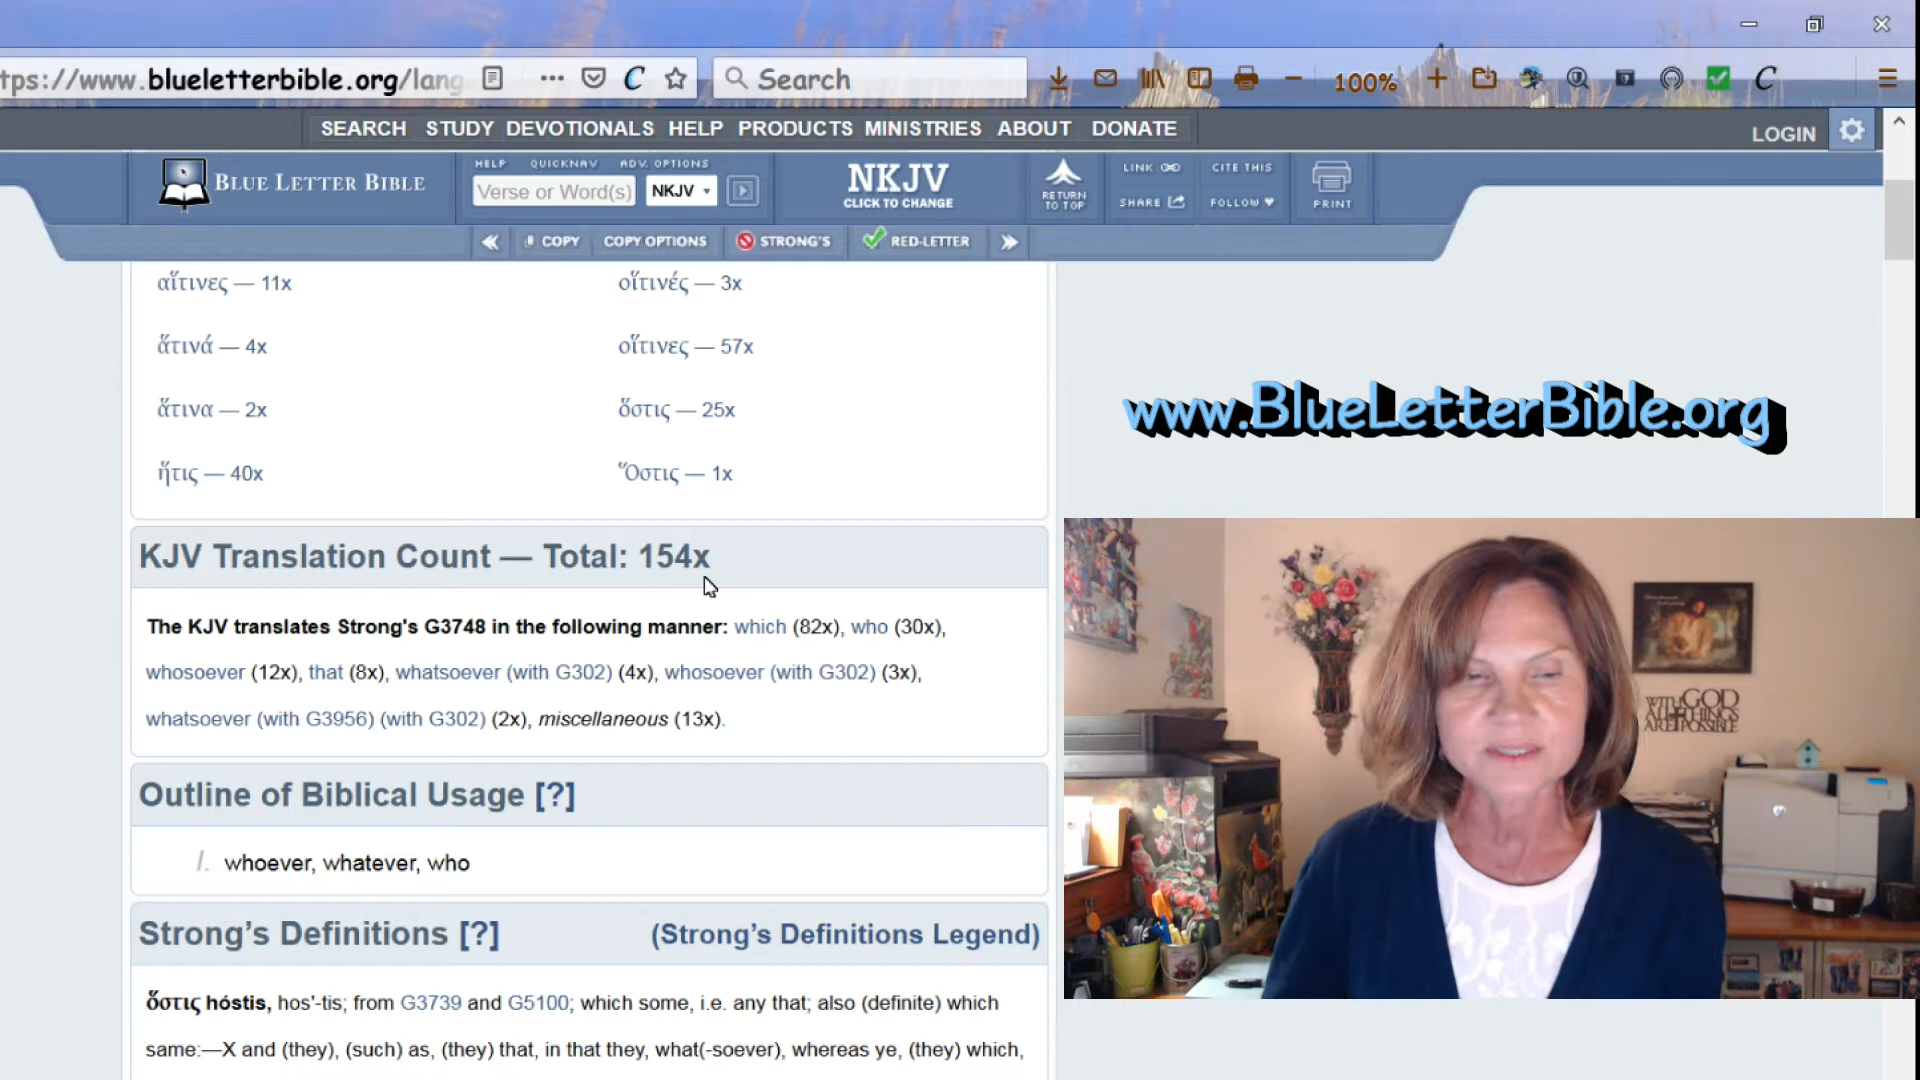 tps://www.blueletterbible.org/lang
Search
100%
SEARCH STUDY DEVOTIONALS HELP PRODUCTS MINISTRIES ABOUT DONATE
LOGIN
BLUE LETTER BIBLE
HELP QUICKNAV ADV. OPTIONS
Verse or Word(s) NKJV
NKJV
CLICK TO CHANGE
RETURN
TO TOP
LINK CITE THIS
SHARE FOLLOW
PRINT
COPY COPY OPTIONS STRONG'S RED-LETTER
αἵτινες — 11x οἵτινές — 3x
ἅτινά — 4x οἵτινες — 57x
ἅτινα — 2x ὅστις — 25x
ἥτις — 40x Ὅστις — 1x
www.BlueLetterBible.org
KJV Translation Count — Total: 154x
The KJV translates Strong's G3748 in the following manner: which (82x), who (30x),
whosoever (12x), that (8x), whatsoever (with G302) (4x), whosoever (with G302) (3x),
whatsoever (with G3956) (with G302) (2x), miscellaneous (13x).
Outline of Biblical Usage [?]
I. whoever, whatever, who
Strong’s Definitions [?] (Strong’s Definitions Legend)
ὅστις hóstis, hos'-tis; from G3739 and G5100; which some, i.e. any that; also (definite) which
same:—X and (they), (such) as, (they) that, in that they, what(-soever), whereas ye, (they) which,
WITH GOD
ALL THINGS
ARE POSSIBLE